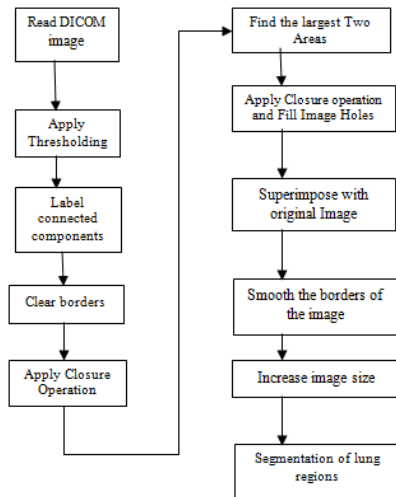 Read DICOM
image
Apply
Thresholding
Label
connected
components
Clear borders
Apply Closure
Operation
Find the largest Two
Areas
Apply Closure operation
and Fill Image Holes
Superimpose with
original Image
Smooth the borders of
the image
Increase image size
Segmentation of lung
regions